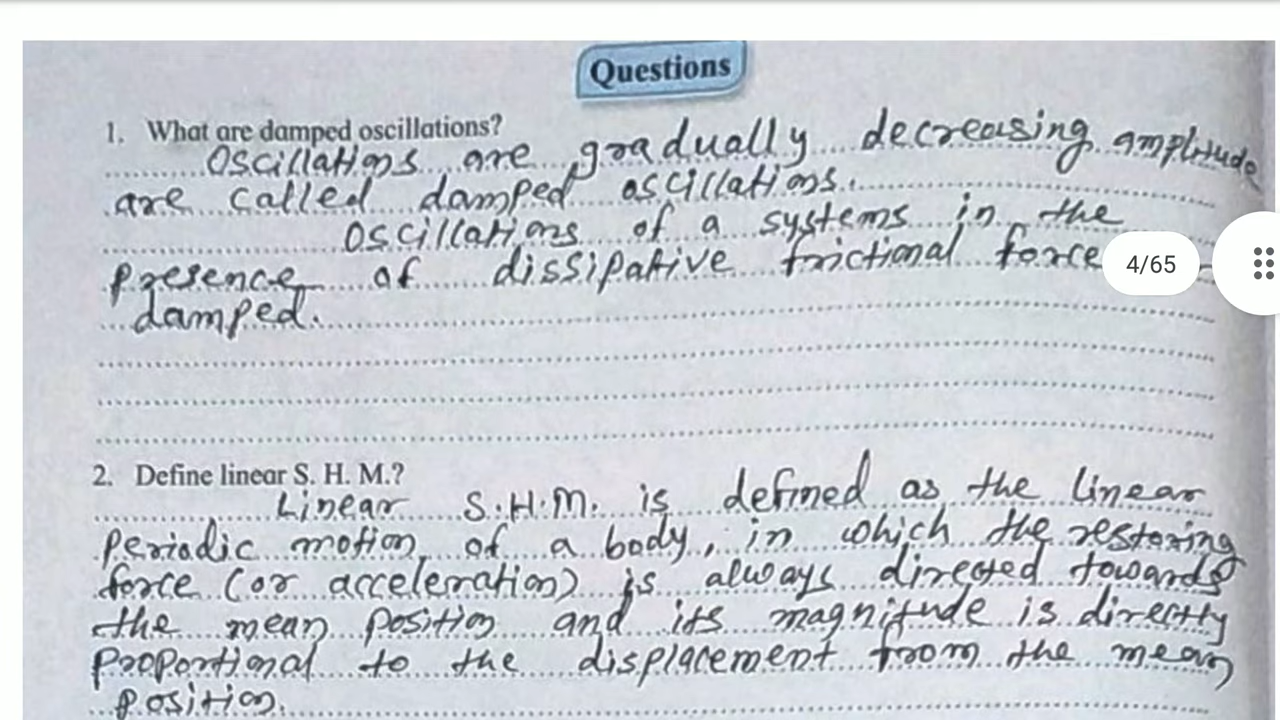 Questions
1. What are damped oscillations?
Oscillations are gradually decreasing amplitude
are called damped oscillations.
Oscillations of a systems in the
presence of dissipative frictional force
damped.
4/65
2. Define linear S. H. M.?
Linear S.H.M. is defined as the linear
periodic motion of a body, in which the restoring
force (or acceleration) is always directed towards
the mean position and its magnitude is directly
proportional to the displacement from the mean
position.